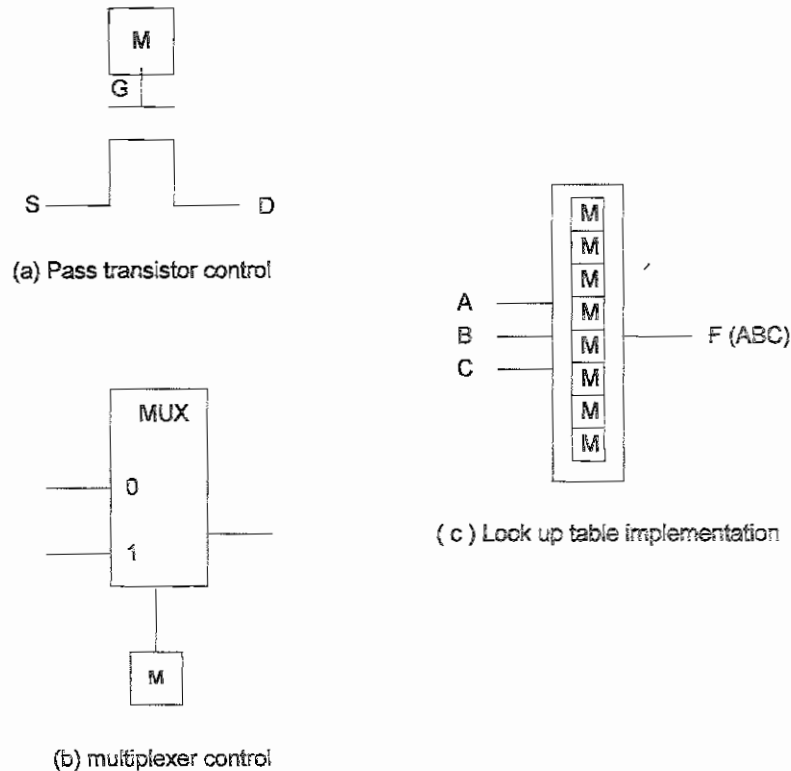 M
G
S D
(a) Pass transistor control
MUX
0
1
M
(b) multiplexer control
M
M
M
M
M
M
M
M
A
B
C
F (ABC)
( c ) Look up table implementation